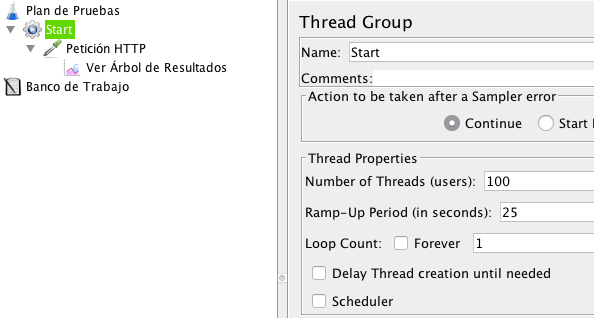 Plan de Pruebas
Start
Petición HTTP
Ver Árbol de Resultados
Banco de Trabajo
Thread Group
Name: Start
Comments:
Action to be taken after a Sampler error
Continue Start
Thread Properties
Number of Threads (users): 100
Ramp-Up Period (in seconds): 25
Loop Count: Forever 1
Delay Thread creation until needed
Scheduler